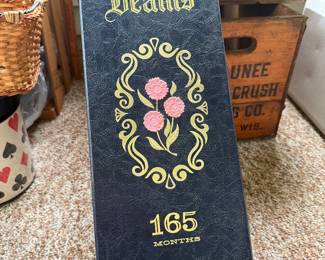 Beams
165
MONTHS
UNEE
CRUSH
G CO.
WIS.